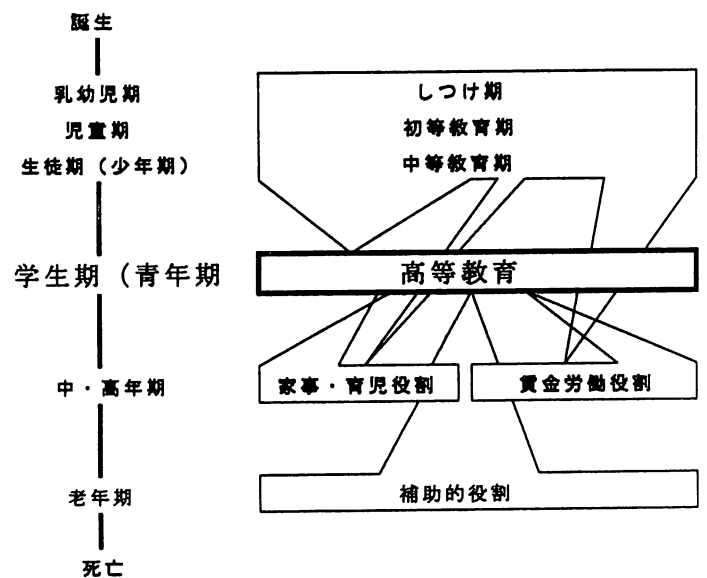 誕生
乳幼児期
しつけ期
児童期
初等教育期
生徒期（少年期）
中等教育期
学生期（青年期
高等教育
中・高年期
家事・育児役割
賃金労働役割
老年期
補助的役割
死亡